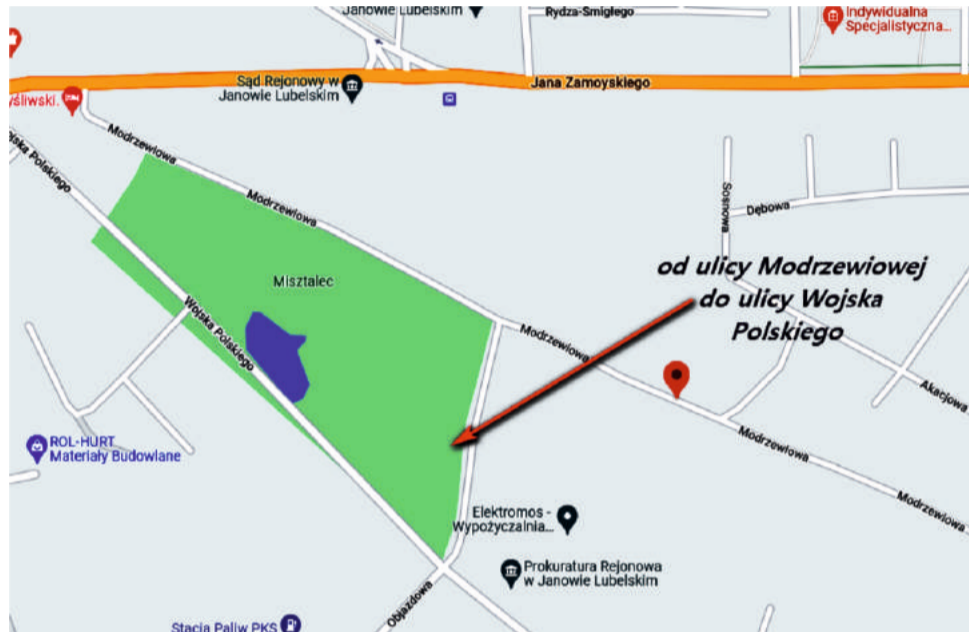 Janowie Lubelskim
Rydza-Śmigłego
Indywidualna
Specjalistyczna...
Sąd Rejonowy w
Janowie Lubelskim
Jana Zamoyskiego
yśliwski.
Modrzewiowa
Wojska Polskiego
Modrzewiowa
Sosnowa
Dębowa
Misztalec
od ulicy Modrzewiowej
do ulicy Wojska
Polskiego
Wojska Polskiego
Modrzewiowa
Akacjowa
ROL-HURT
Materiały Budowlane
Modrzewiowa
Modrzewiowa
Elektromos -
Wypożyczalnia...
Prokuratura Rejonowa
w Janowie Lubelskim
Objazdowa
Stacja Paliw PKS